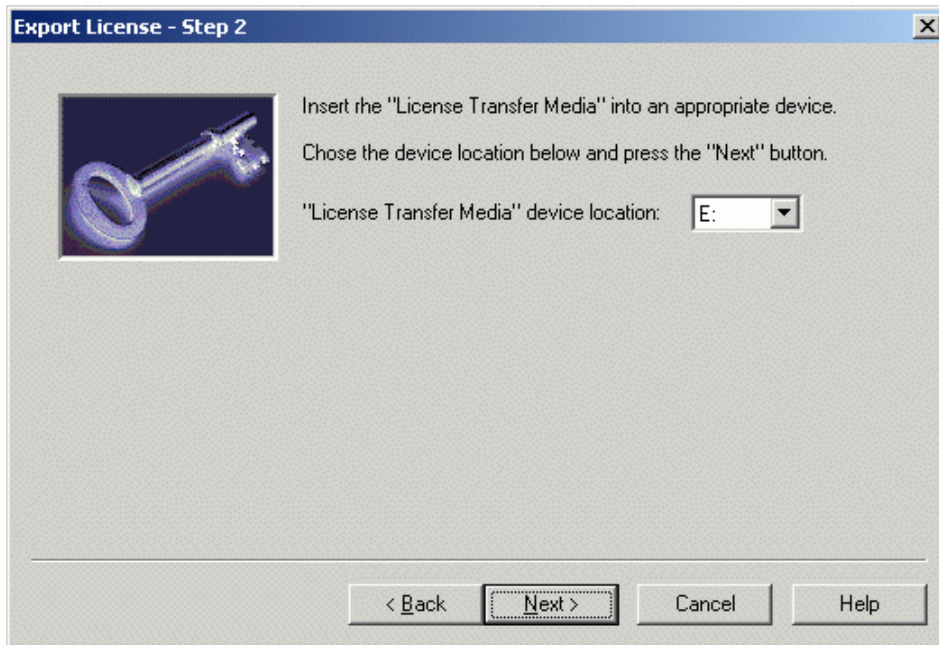 Export License - Step 2
Insert rhe "License Transfer Media" into an appropriate device.
Chose the device location below and press the "Next" button.
"License Transfer Media" device location: E:
< Back Next > Cancel Help